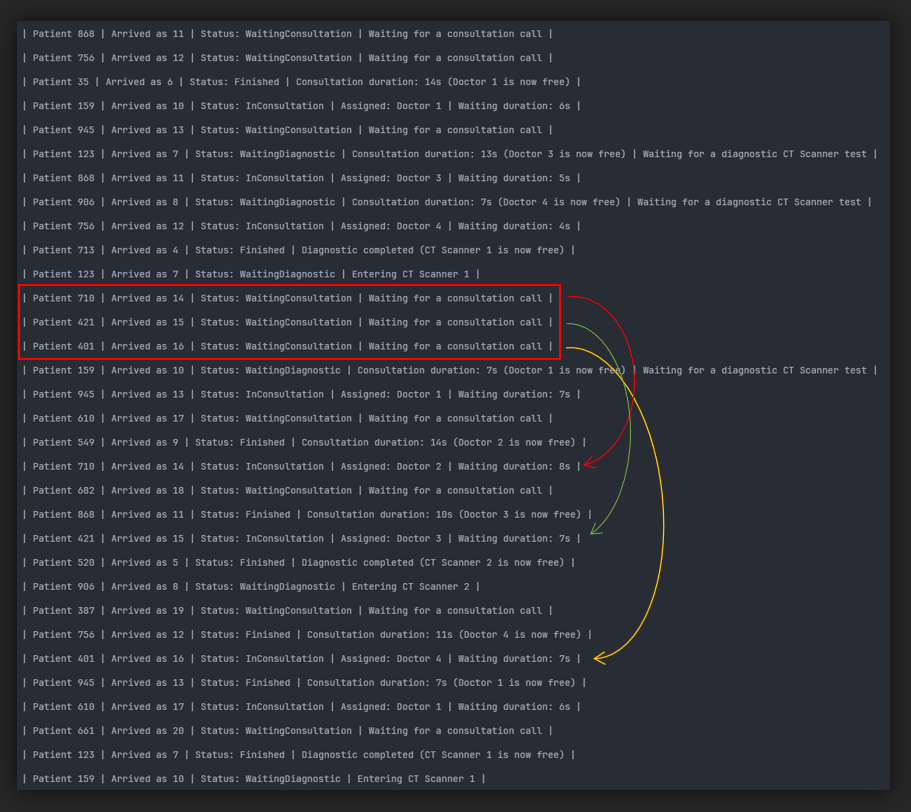 | Patient 868 | Arrived as 11 | Status: WaitingConsultation | Waiting for a consultation call |
| Patient 756 | Arrived as 12 | Status: WaitingConsultation | Waiting for a consultation call |
| Patient 35 | Arrived as 6 | Status: Finished | Consultation duration: 14s (Doctor 1 is now free) |
| Patient 159 | Arrived as 10 | Status: InConsultation | Assigned: Doctor 1 | Waiting duration: 6s |
| Patient 945 | Arrived as 13 | Status: WaitingConsultation | Waiting for a consultation call |
| Patient 123 | Arrived as 7 | Status: WaitingDiagnostic | Consultation duration: 13s (Doctor 3 is now free) | Waiting for a diagnostic CT Scanner test |
| Patient 868 | Arrived as 11 | Status: InConsultation | Assigned: Doctor 3 | Waiting duration: 5s |
| Patient 906 | Arrived as 8 | Status: WaitingDiagnostic | Consultation duration: 7s (Doctor 4 is now free) | Waiting for a diagnostic CT Scanner test |
| Patient 756 | Arrived as 12 | Status: InConsultation | Assigned: Doctor 4 | Waiting duration: 4s |
| Patient 713 | Arrived as 4 | Status: Finished | Diagnostic completed (CT Scanner 1 is now free) |
| Patient 123 | Arrived as 7 | Status: WaitingDiagnostic | Entering CT Scanner 1 |
| Patient 710 | Arrived as 14 | Status: WaitingConsultation | Waiting for a consultation call |
| Patient 421 | Arrived as 15 | Status: WaitingConsultation | Waiting for a consultation call |
| Patient 401 | Arrived as 16 | Status: WaitingConsultation | Waiting for a consultation call |
| Patient 159 | Arrived as 10 | Status: WaitingDiagnostic | Consultation duration: 7s (Doctor 1 is now free) | Waiting for a diagnostic CT Scanner test |
| Patient 945 | Arrived as 13 | Status: InConsultation | Assigned: Doctor 1 | Waiting duration: 7s |
| Patient 610 | Arrived as 17 | Status: WaitingConsultation | Waiting for a consultation call |
| Patient 549 | Arrived as 9 | Status: Finished | Consultation duration: 14s (Doctor 2 is now free) |
| Patient 710 | Arrived as 14 | Status: InConsultation | Assigned: Doctor 2 | Waiting duration: 8s |
| Patient 682 | Arrived as 18 | Status: WaitingConsultation | Waiting for a consultation call |
| Patient 868 | Arrived as 11 | Status: Finished | Consultation duration: 10s (Doctor 3 is now free) |
| Patient 421 | Arrived as 15 | Status: InConsultation | Assigned: Doctor 3 | Waiting duration: 7s |
| Patient 520 | Arrived as 5 | Status: Finished | Diagnostic completed (CT Scanner 2 is now free) |
| Patient 906 | Arrived as 8 | Status: WaitingDiagnostic | Entering CT Scanner 2 |
| Patient 387 | Arrived as 19 | Status: WaitingConsultation | Waiting for a consultation call |
| Patient 756 | Arrived as 12 | Status: Finished | Consultation duration: 11s (Doctor 4 is now free) |
| Patient 401 | Arrived as 16 | Status: InConsultation | Assigned: Doctor 4 | Waiting duration: 7s |
| Patient 945 | Arrived as 13 | Status: Finished | Consultation duration: 7s (Doctor 1 is now free) |
| Patient 610 | Arrived as 17 | Status: InConsultation | Assigned: Doctor 1 | Waiting duration: 6s |
| Patient 661 | Arrived as 20 | Status: WaitingConsultation | Waiting for a consultation call |
| Patient 123 | Arrived as 7 | Status: Finished | Diagnostic completed (CT Scanner 1 is now free) |
| Patient 159 | Arrived as 10 | Status: WaitingDiagnostic | Entering CT Scanner 1 |